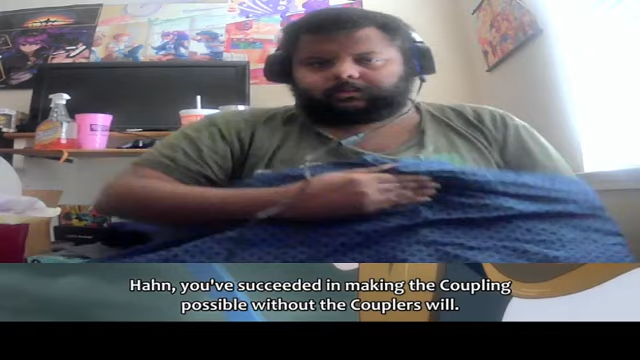 Hahn, you've succeeded in making the Coupling
possible without the Couplers will.